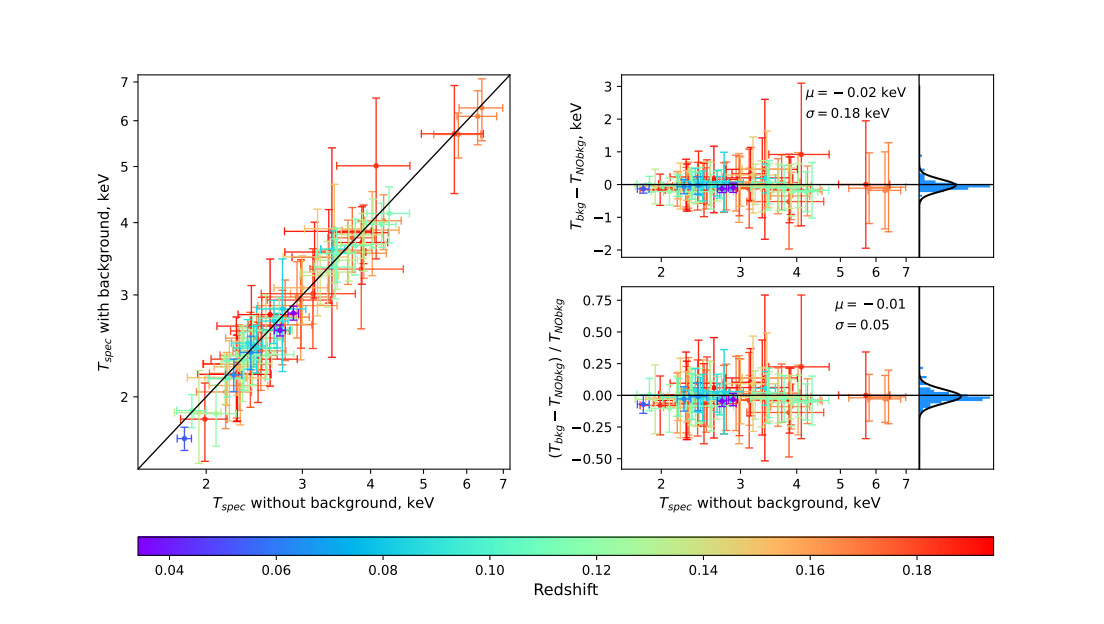 7
6
5
4
3
2
T_spec with background, keV
2 3 4 5 6 7
T_spec without background, keV
3
2
1
0
−1
−2
T_bkg − T_NObkg, keV
μ = −0.02 keV
σ = 0.18 keV
2 3 4 5 6 7
0.75
0.50
0.25
0.00
−0.25
−0.50
(T_bkg − T_NObkg) / T_NObkg
μ = −0.01
σ = 0.05
2 3 4 5 6 7
T_spec without background, keV
0.04 0.06 0.08 0.10 0.12 0.14 0.16 0.18
Redshift